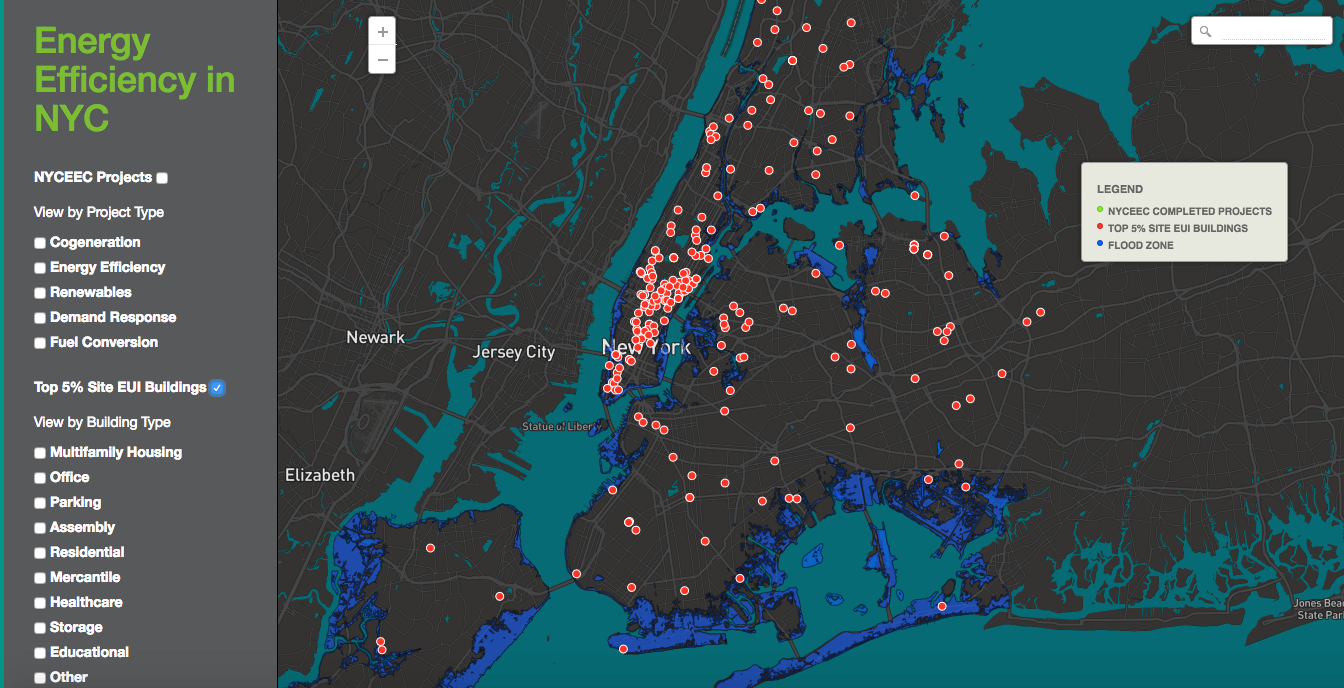 Energy
Efficiency in
NYC
NYCEEC Projects
View by Project Type
Cogeneration
Energy Efficiency
Renewables
Demand Response
Fuel Conversion
Top 5% Site EUI Buildings
View by Building Type
Multifamily Housing
Office
Parking
Assembly
Residential
Mercantile
Healthcare
Storage
Educational
Other
+
−
LEGEND
NYCEEC COMPLETED PROJECTS
TOP 5% SITE EUI BUILDINGS
FLOOD ZONE
Newark
Jersey City
New York
Statue of Liberty
Elizabeth
Jones Bea
State Par